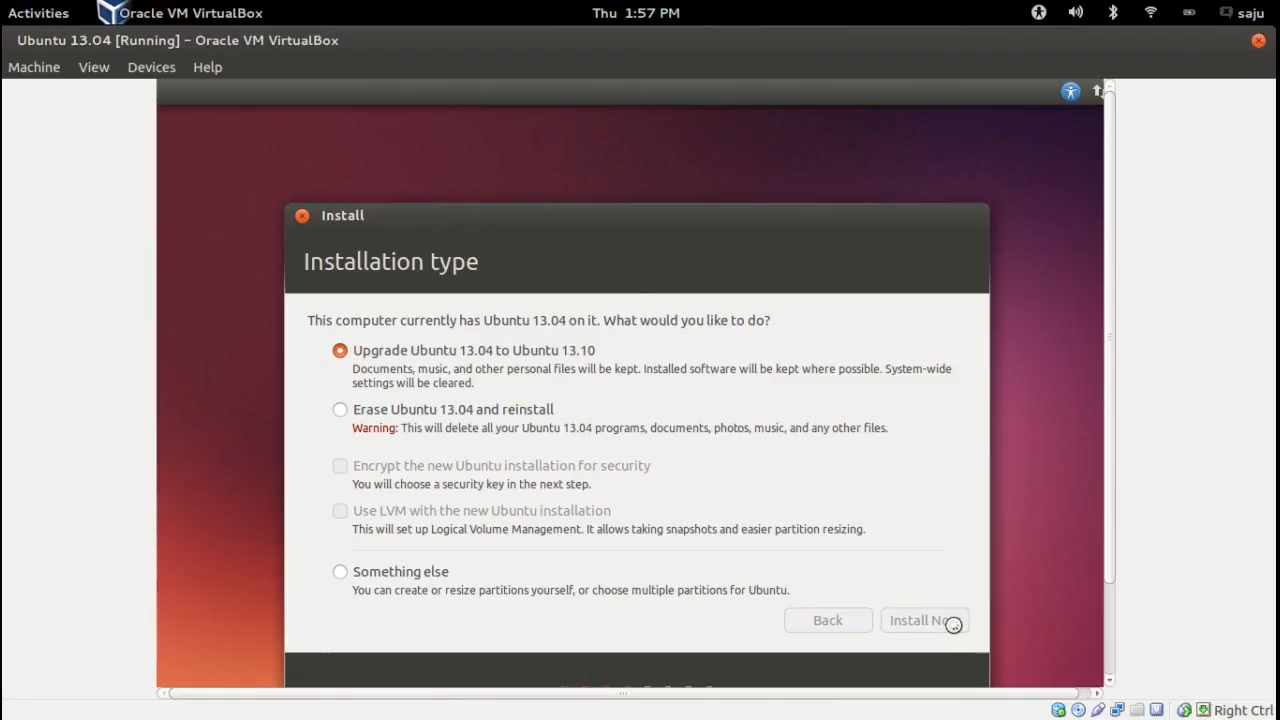 Activities Oracle VM VirtualBox Thu 1:57 PM saju
Ubuntu 13.04 [Running] – Oracle VM VirtualBox
Machine View Devices Help
Install
Installation type
This computer currently has Ubuntu 13.04 on it. What would you like to do?
Upgrade Ubuntu 13.04 to Ubuntu 13.10
Documents, music, and other personal files will be kept. Installed software will be kept where possible. System-wide
settings will be cleared.
Erase Ubuntu 13.04 and reinstall
Warning: This will delete all your Ubuntu 13.04 programs, documents, photos, music, and any other files.
Encrypt the new Ubuntu installation for security
You will choose a security key in the next step.
Use LVM with the new Ubuntu installation
This will set up Logical Volume Management. It allows taking snapshots and easier partition resizing.
Something else
You can create or resize partitions yourself, or choose multiple partitions for Ubuntu.
Back Install
Right Ctrl